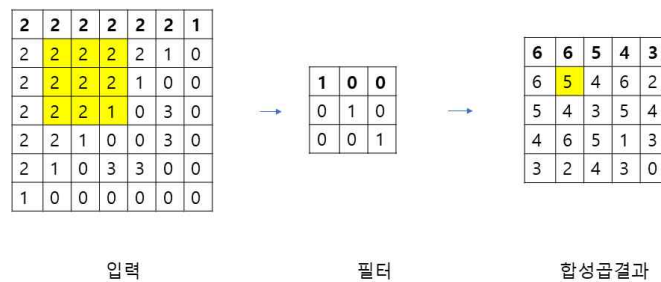 2 2 2 2 2 2 1
2 2 2 2 2 1 0
2 2 2 2 1 0 0
2 2 2 1 0 3 0
2 2 1 0 0 3 0
2 1 0 3 3 0 0
1 0 0 0 0 0 0
입력
1 0 0
0 1 0
0 0 1
필터
6 6 5 4 3
6 5 4 6 2
5 4 3 5 4
4 6 5 1 3
3 2 4 3 0
합성곱결과